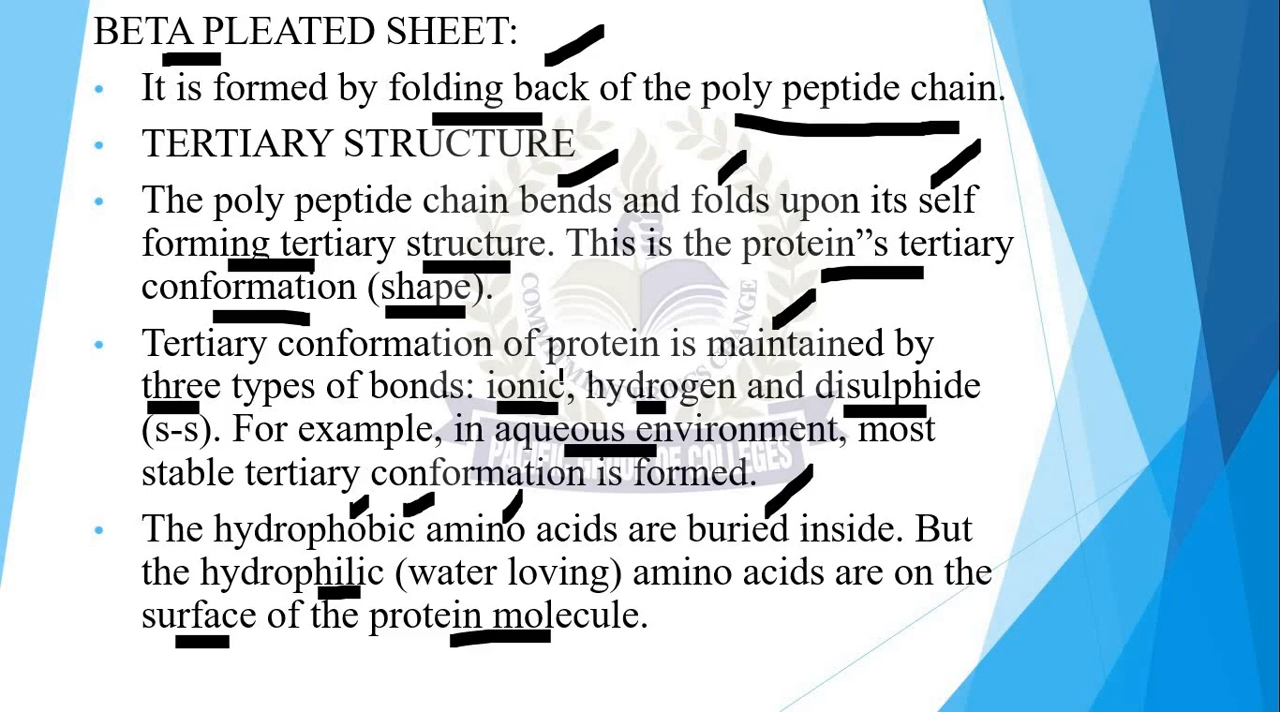 BETA PLEATED SHEET:
• It is formed by folding back of the poly peptide chain.
• TERTIARY STRUCTURE
• The poly peptide chain bends and folds upon its self
forming tertiary structure. This is the protein”s tertiary
conformation (shape).
• Tertiary conformation of protein is maintained by
three types of bonds: ionic, hydrogen and disulphide
(s-s). For example, in aqueous environment, most
stable tertiary conformation is formed.
• The hydrophobic amino acids are buried inside. But
the hydrophilic (water loving) amino acids are on the
surface of the protein molecule.
PACIFIC GROUP OF COLLEGES